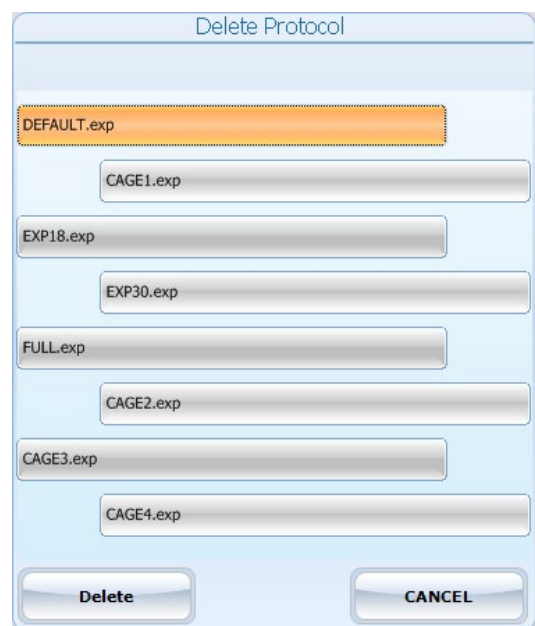 Delete Protocol
DEFAULT.exp
CAGE1.exp
EXP18.exp
EXP30.exp
FULL.exp
CAGE2.exp
CAGE3.exp
CAGE4.exp
Delete
CANCEL